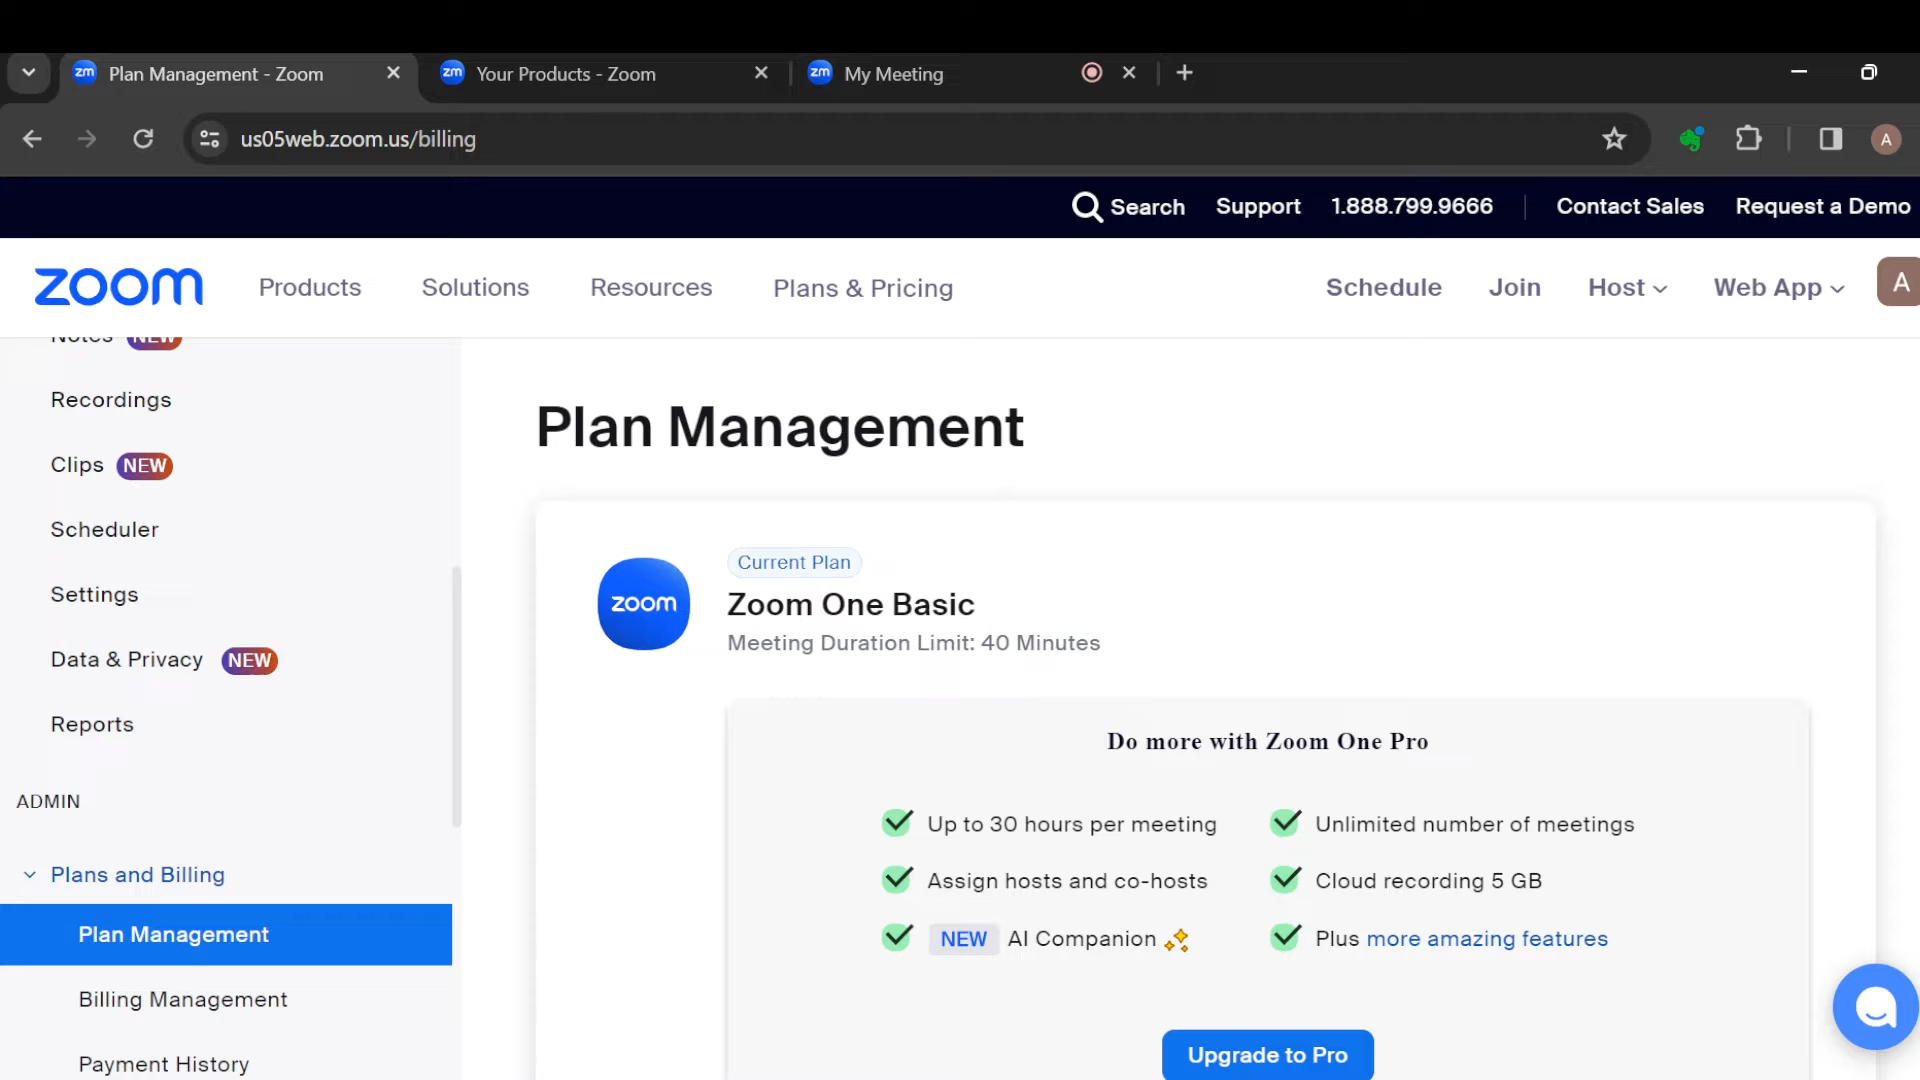 zm Plan Management - Zoom
zm Your Products - Zoom
zm My Meeting
us05web.zoom.us/billing
A
Search Support 1.888.799.9666 Contact Sales Request a Demo
zoom Products Solutions Resources Plans & Pricing Schedule Join Host Web App A
Notes NEW
Recordings
Clips NEW
Scheduler
Settings
Data & Privacy NEW
Reports
ADMIN
Plans and Billing
Plan Management
Billing Management
Payment History
Plan Management
zoom
Current Plan
Zoom One Basic
Meeting Duration Limit: 40 Minutes
Do more with Zoom One Pro
Up to 30 hours per meeting
Unlimited number of meetings
Assign hosts and co-hosts
Cloud recording 5 GB
NEW AI Companion
Plus more amazing features
Upgrade to Pro